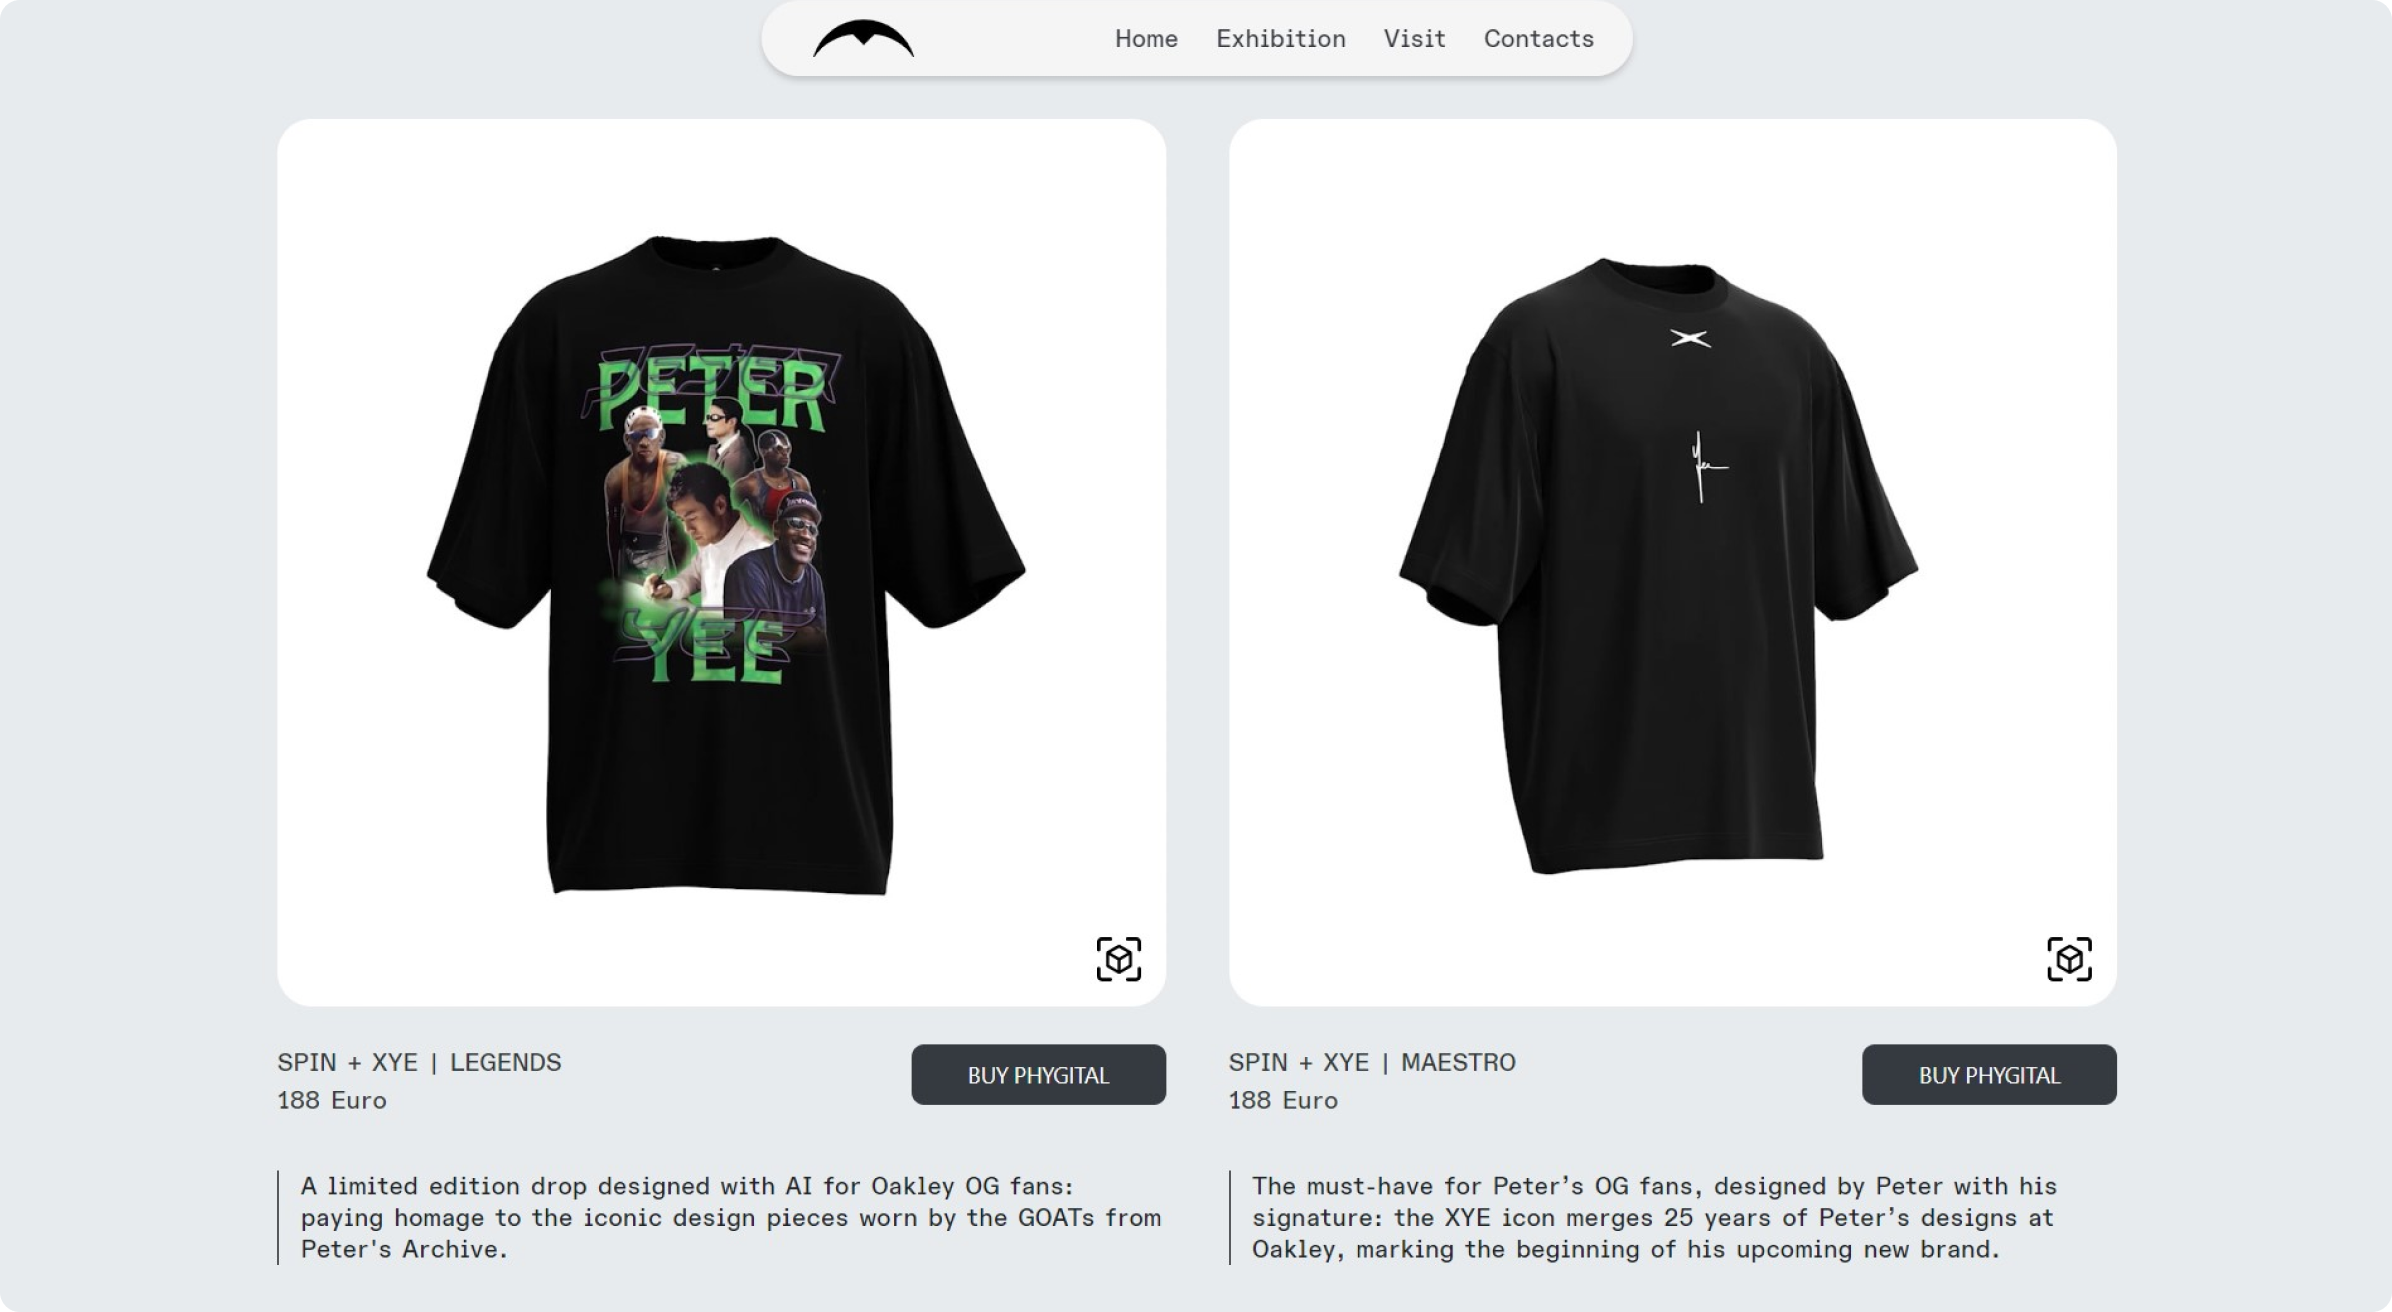 Home Exhibition Visit Contacts
PETER
YEE
Yee
SPIN + XYE | LEGENDS
188 Euro
BUY PHYGITAL
A limited edition drop designed with AI for Oakley OG fans:
paying homage to the iconic design pieces worn by the GOATs from
Peter's Archive.
SPIN + XYE | MAESTRO
188 Euro
BUY PHYGITAL
The must-have for Peter’s OG fans, designed by Peter with his
signature: the XYE icon merges 25 years of Peter’s designs at
Oakley, marking the beginning of his upcoming new brand.